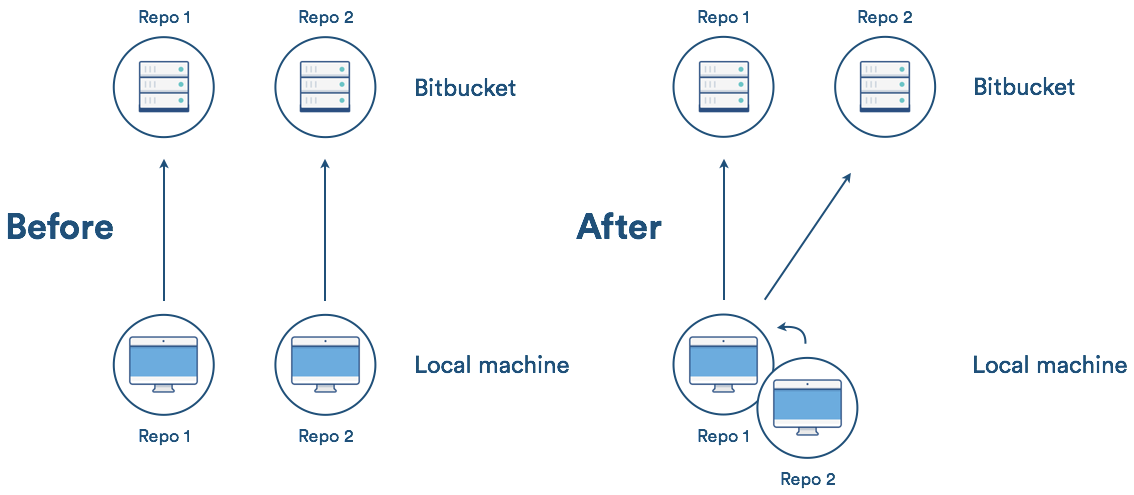 Repo 1
Repo 2
Bitbucket
Before
Repo 1
Repo 2
Local machine
Repo 1
Repo 2
Bitbucket
After
Repo 1
Repo 2
Local machine